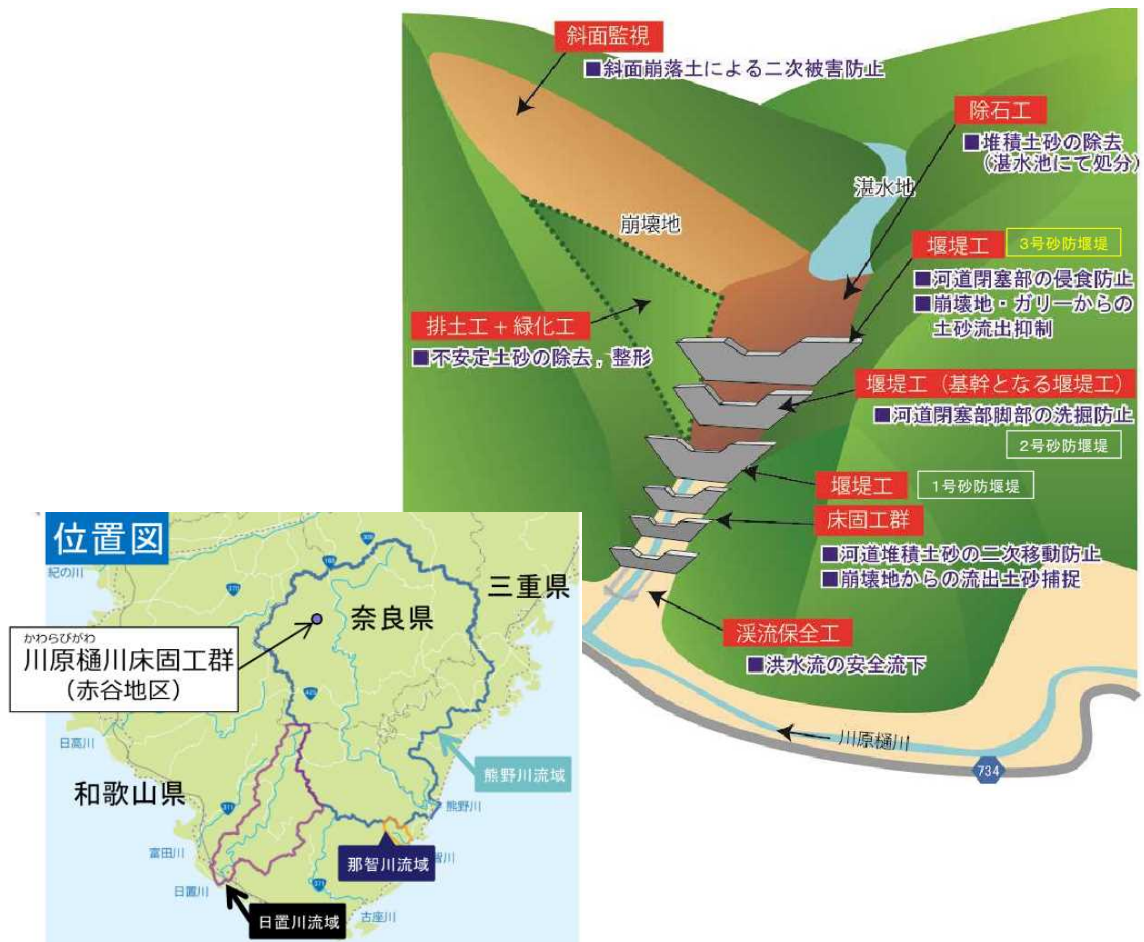 斜面監視
■斜面崩落土による二次被害防止
除石工
■堆積土砂の除去
(湛水池にて処分)
湛水地
崩壊地
堰堤工
3号砂防堰堤
■河道閉塞部の侵食防止
■崩壊地・ガリーからの
土砂流出抑制
排土工+緑化工
■不安定土砂の除去,整形
堰堤工(基幹となる堰堤工)
■河道閉塞部脚部の洗掘防止
2号砂防堰堤
堰堤工
1号砂防堰堤
床固工群
■河道堆積土砂の二次移動防止
■崩壊地からの流出土砂捕捉
渓流保全工
■洪水流の安全流下
川原樋川
734
位置図
紀の川
三重県
奈良県
かわらびがわ
川原樋川床固工群
(赤谷地区)
日高川
和歌山県
熊野川流域
熊野川
311
富田川
那智川流域
智川
日置川
371
日置川流域
古座川